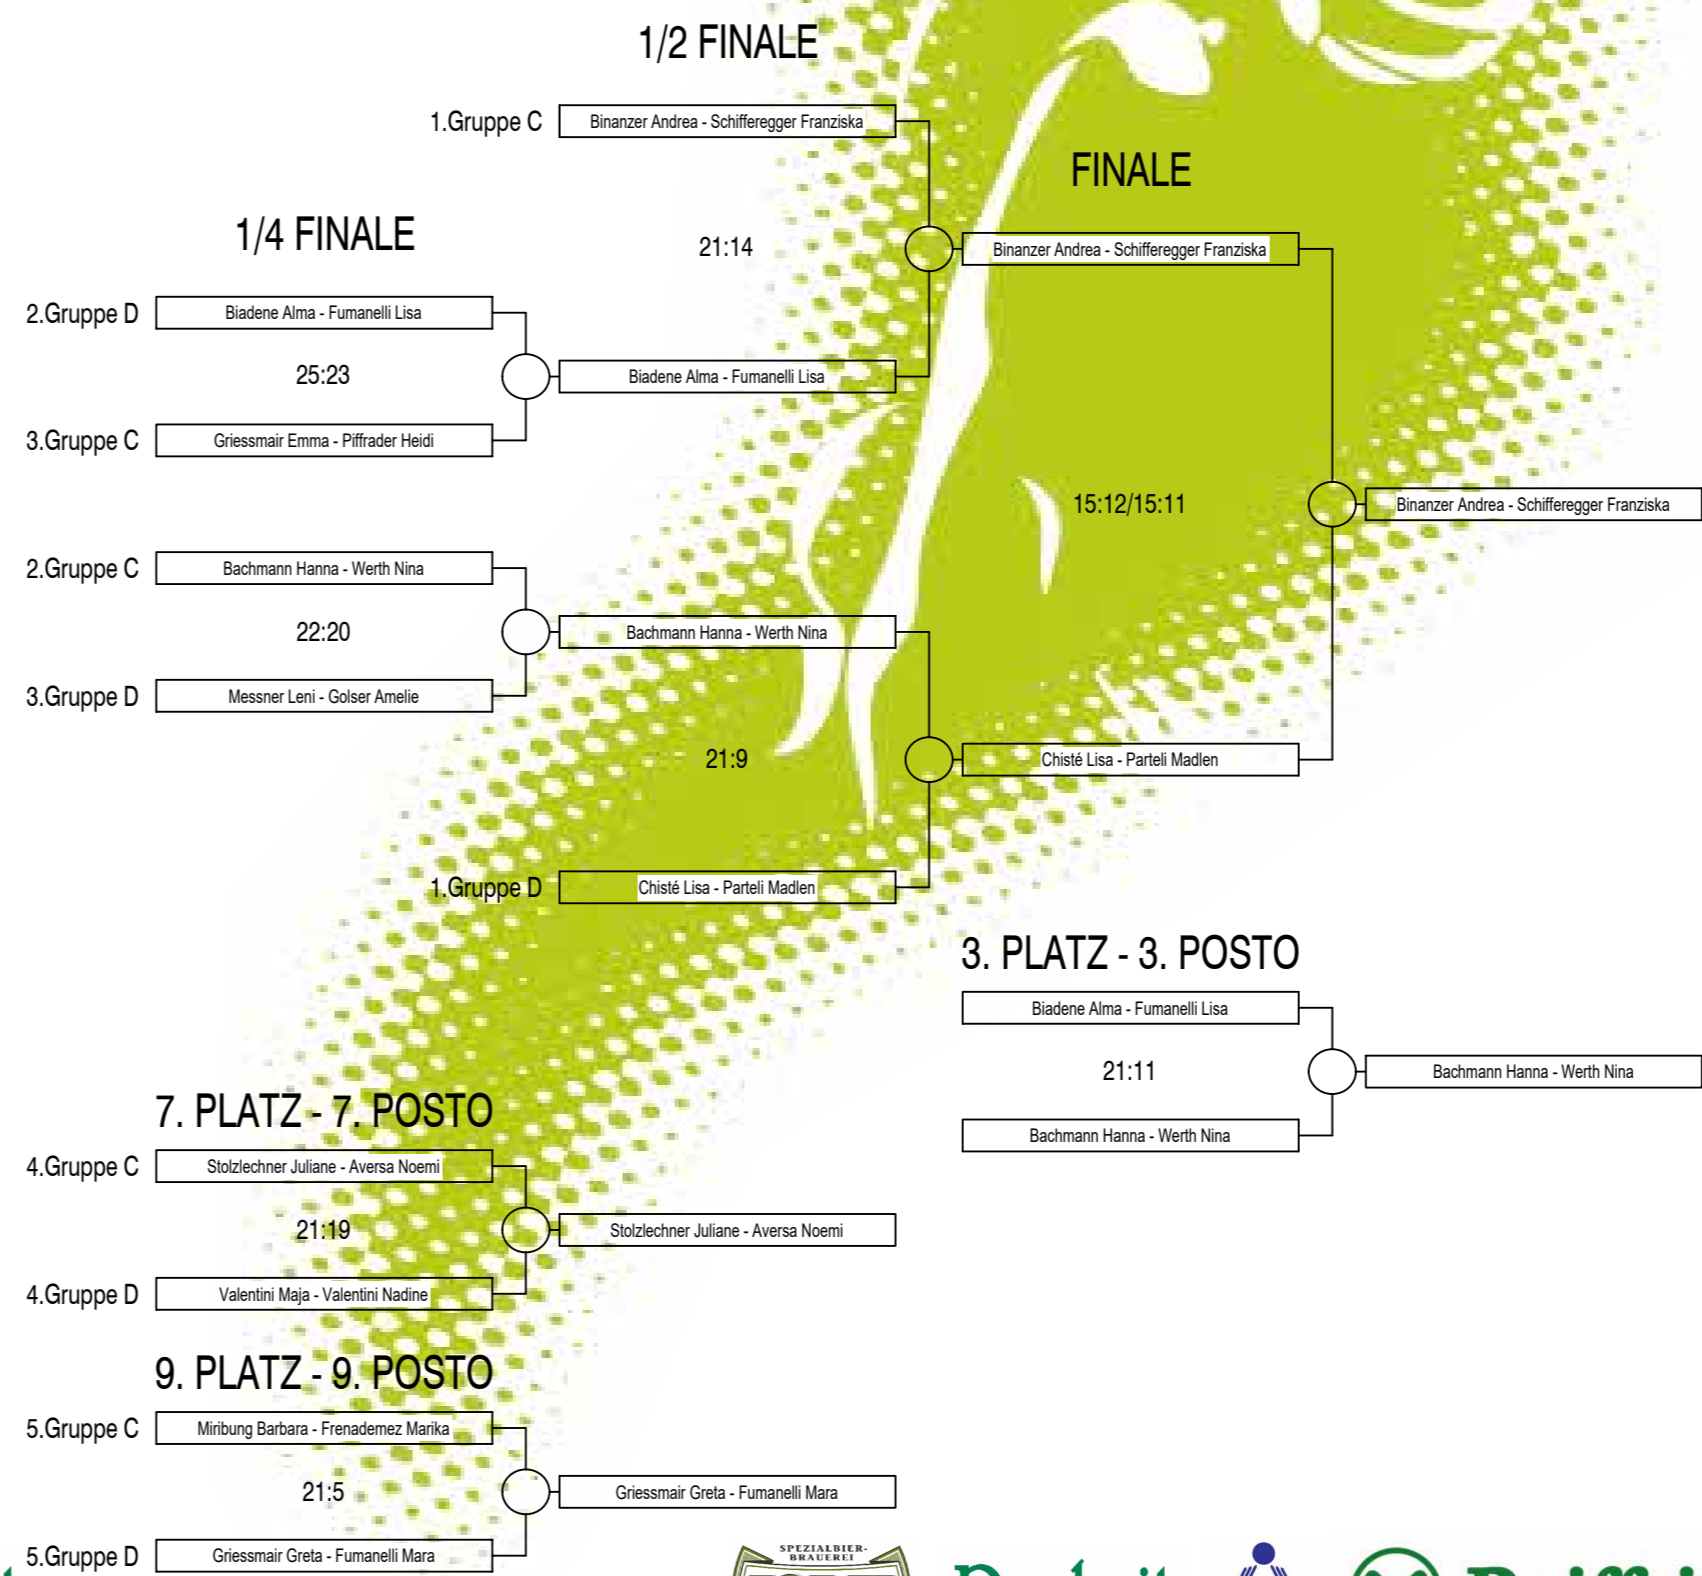 1/2 FINALE
1.Gruppe C
Binanzer Andrea - Schifferegger Franziska
FINALE
1/4 FINALE
21:14
Binanzer Andrea - Schifferegger Franziska
2.Gruppe D
Biadene Alma - Fumanelli Lisa
25:23
Biadene Alma - Fumanelli Lisa
3.Gruppe C
Griessmair Emma - Piffrader Heidi
15:12/15:11
Binanzer Andrea - Schifferegger Franziska
2.Gruppe C
Bachmann Hanna - Werth Nina
22:20
Bachmann Hanna - Werth Nina
3.Gruppe D
Messner Leni - Golser Amelie
21:9
Chisté Lisa - Parteli Madlen
1.Gruppe D
Chisté Lisa - Parteli Madlen
3. PLATZ - 3. POSTO
Biadene Alma - Fumanelli Lisa
21:11
Bachmann Hanna - Werth Nina
Bachmann Hanna - Werth Nina
7. PLATZ - 7. POSTO
4.Gruppe C
Stolzlechner Juliane - Aversa Noemi
21:19
Stolzlechner Juliane - Aversa Noemi
4.Gruppe D
Valentini Maja - Valentini Nadine
9. PLATZ - 9. POSTO
5.Gruppe C
Miribung Barbara - Frenademez Marika
21:5
Griessmair Greta - Fumanelli Mara
5.Gruppe D
Griessmair Greta - Fumanelli Mara
SPEZIALBIER-
BRAUEREI